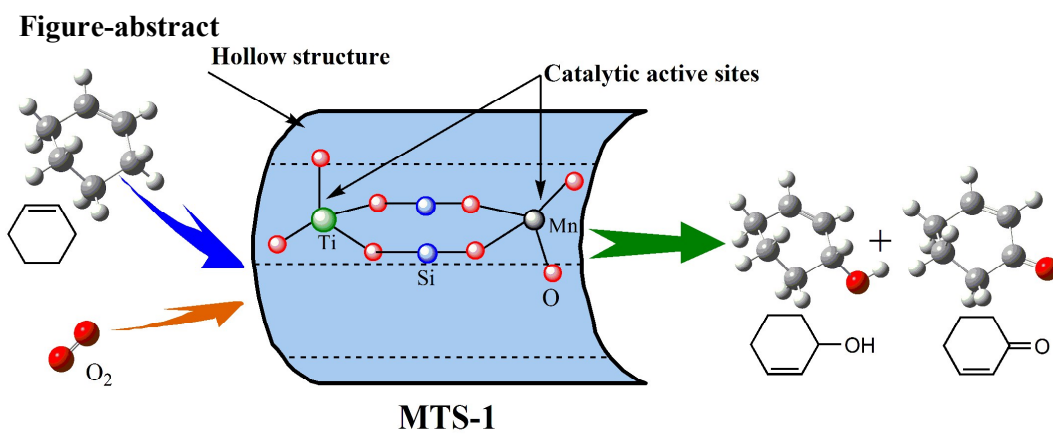 Figure-abstract
Hollow structure
Catalytic active sites
Ti
Mn
Si
O
O₂
+
OH
O
MTS-1